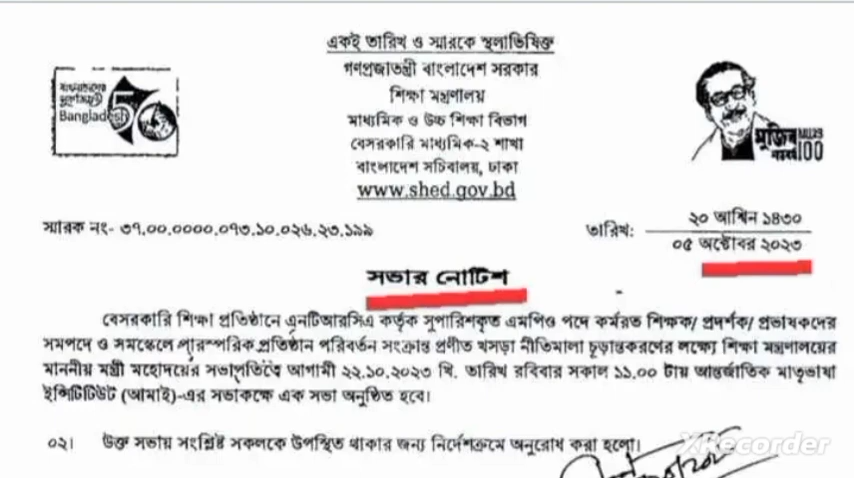 একই তারিখ ও স্মারকে স্থলাভিষিক্ত
গণপ্রজাতন্ত্রী বাংলাদেশ সরকার
শিক্ষা মন্ত্রণালয়
মাধ্যমিক ও উচ্চ শিক্ষা বিভাগ
বেসরকারি মাধ্যমিক-২ শাখা
বাংলাদেশ সচিবালয়, ঢাকা
www.shed.gov.bd
Bangladesh 50
মুজিব
শতবর্ষ 100
স্মারক নং- ৩৭.০০.০০০০.০৭৩.১০.০২৬.২৩.১৯৯
তারিখ: ২০ আশ্বিন ১৪৩০
০৫ অক্টোবর ২০২৩
সভার নোটিশ
বেসরকারি শিক্ষা প্রতিষ্ঠানে এনটিআরসিএ কর্তৃক সুপারিশকৃত এমপিও পদে কর্মরত শিক্ষক/ প্রদর্শক/ প্রভাষকদের
সমপদে ও সমস্কেলে পারস্পরিক প্রতিষ্ঠান পরিবর্তন সংক্রান্ত প্রণীত খসড়া নীতিমালা চূড়ান্তকরণের লক্ষ্যে শিক্ষা মন্ত্রণালয়ের
মাননীয় মন্ত্রী মহোদয়ের সভাপতিত্বে আগামী ২২.১০.২০২৩ খি. তারিখ রবিবার সকাল ১১.০০ টায় আন্তর্জাতিক মাতৃভাষা
ইন্সটিটিউট (আমাই)-এর সভাকক্ষে এক সভা অনুষ্ঠিত হবে।
০২। উক্ত সভায় সংশ্লিষ্ট সকলকে উপস্থিত থাকার জন্য নির্দেশক্রমে অনুরোধ করা হলো।
XRecorder